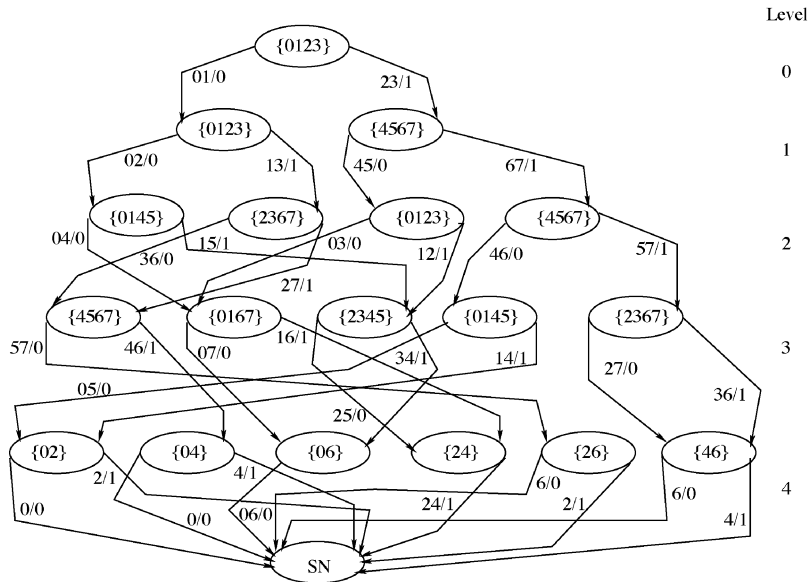 Level
{0123}
0
01/0 23/1
{0123} {4567}
1
02/0 13/1 45/0 67/1
{0145} {2367} {0123} {4567}
2
04/0 36/0 15/1 27/1 03/0 12/1 46/0 57/1
{4567} {0167} {2345} {0145} {2367}
3
57/0 46/1 07/0 16/1 34/1 14/1 27/0 36/1
05/0 25/0
{02} {04} {06} {24} {26} {46}
4
0/0 2/1 0/0 4/1 06/0 24/1 6/0 2/1 6/0 4/1
SN